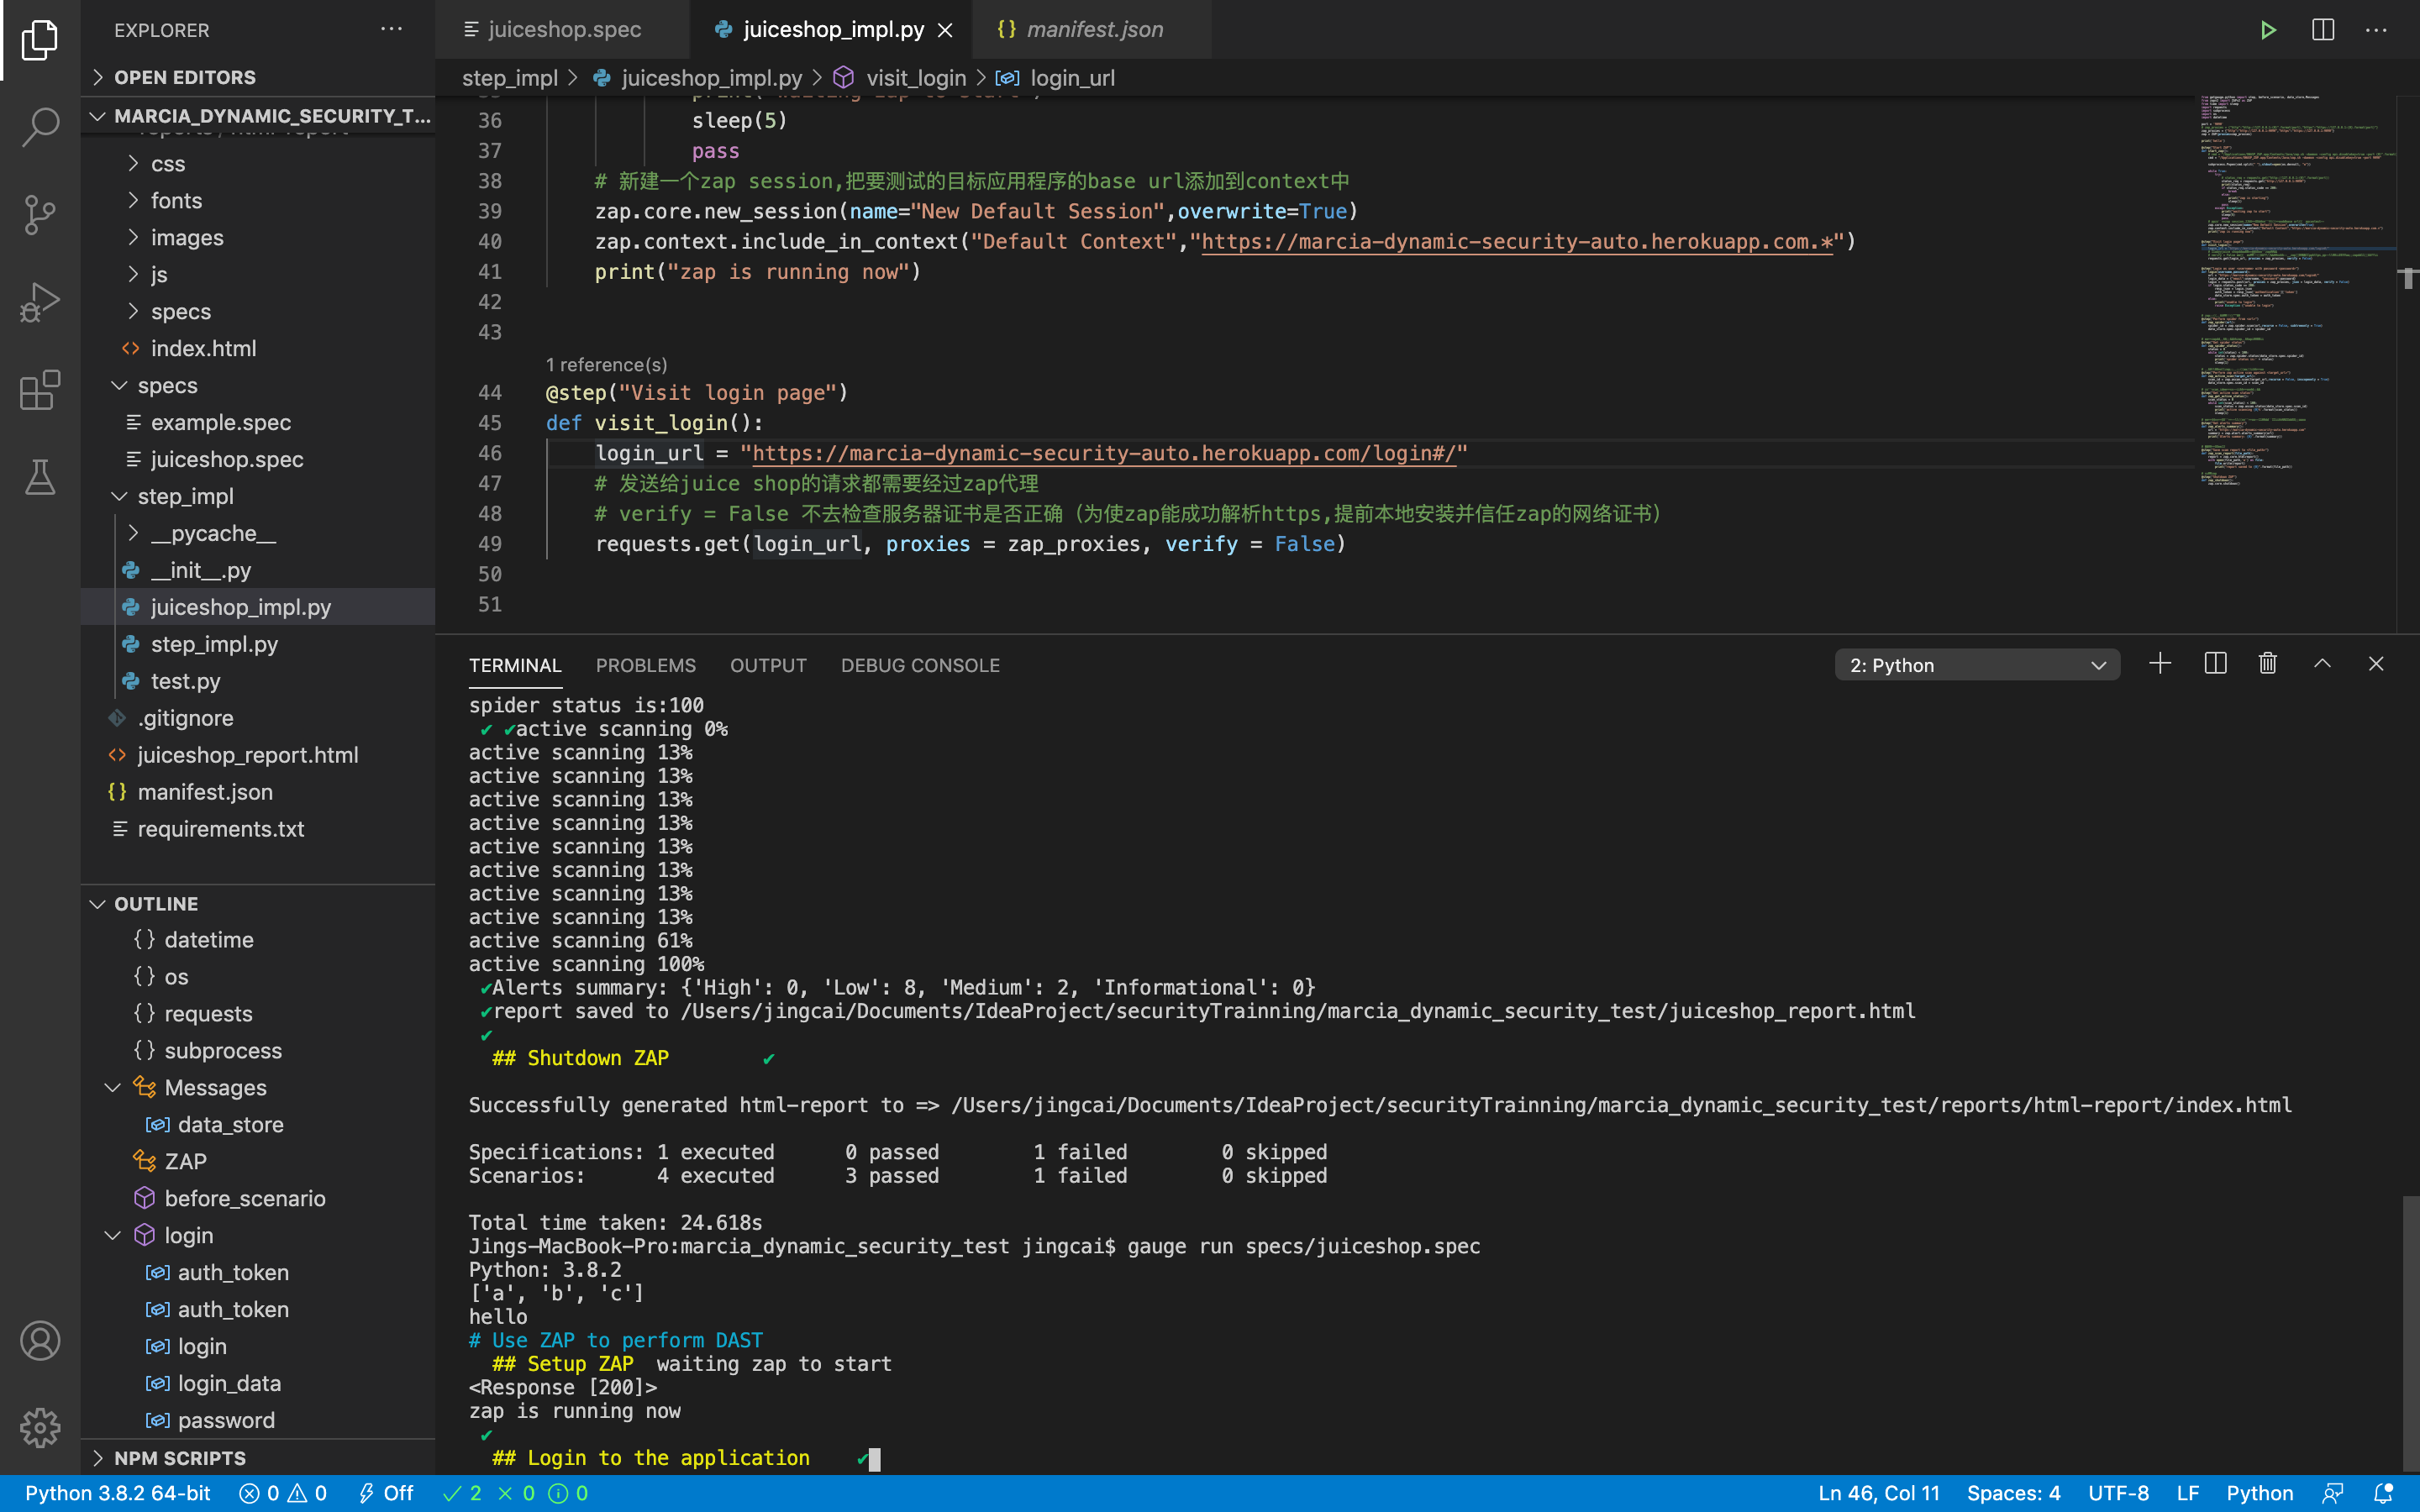 EXPLORER
OPEN EDITORS
MARCIA_DYNAMIC_SECURITY_T...
css
fonts
images
js
specs
index.html
specs
example.spec
juiceshop.spec
step_impl
__pycache__
__init__.py
juiceshop_impl.py
step_impl.py
test.py
.gitignore
juiceshop_report.html
manifest.json
requirements.txt
OUTLINE
datetime
os
requests
subprocess
Messages
data_store
ZAP
before_scenario
login
auth_token
auth_token
login
login_data
password
NPM SCRIPTS
juiceshop.spec
juiceshop_impl.py
manifest.json
step_impl > juiceshop_impl.py > visit_login > login_url
36 sleep(5)
37 pass
38 # 新建一个zap session,把要测试的目标应用程序的base url添加到context中
39 zap.core.new_session(name="New Default Session",overwrite=True)
40 zap.context.include_in_context("Default Context","https://marcia-dynamic-security-auto.herokuapp.com.*")
41 print("zap is running now")
42
43
1 reference(s)
44 @step("Visit login page")
45 def visit_login():
46 login_url = "https://marcia-dynamic-security-auto.herokuapp.com/login#/"
47 # 发送给juice shop的请求都需要经过zap代理
48 # verify = False 不去检查服务器证书是否正确（为使zap能成功解析https,提前本地安装并信任zap的网络证书）
49 requests.get(login_url, proxies = zap_proxies, verify = False)
50
51
TERMINAL PROBLEMS OUTPUT DEBUG CONSOLE
2: Python
spider status is:100
✔ ✔active scanning 0%
active scanning 13%
active scanning 13%
active scanning 13%
active scanning 13%
active scanning 13%
active scanning 13%
active scanning 13%
active scanning 13%
active scanning 61%
active scanning 100%
✔Alerts summary: {'High': 0, 'Low': 8, 'Medium': 2, 'Informational': 0}
✔report saved to /Users/jingcai/Documents/IdeaProject/securityTrainning/marcia_dynamic_security_test/juiceshop_report.html
✔
## Shutdown ZAP ✔
Successfully generated html-report to => /Users/jingcai/Documents/IdeaProject/securityTrainning/marcia_dynamic_security_test/reports/html-report/index.html
Specifications: 1 executed 0 passed 1 failed 0 skipped
Scenarios: 4 executed 3 passed 1 failed 0 skipped
Total time taken: 24.618s
Jings-MacBook-Pro:marcia_dynamic_security_test jingcai$ gauge run specs/juiceshop.spec
Python: 3.8.2
['a', 'b', 'c']
hello
# Use ZAP to perform DAST
## Setup ZAP waiting zap to start
<Response [200]>
zap is running now
✔
## Login to the application ✔
Python 3.8.2 64-bit 0 0 Off 2 0 0
Ln 46, Col 11 Spaces: 4 UTF-8 LF Python